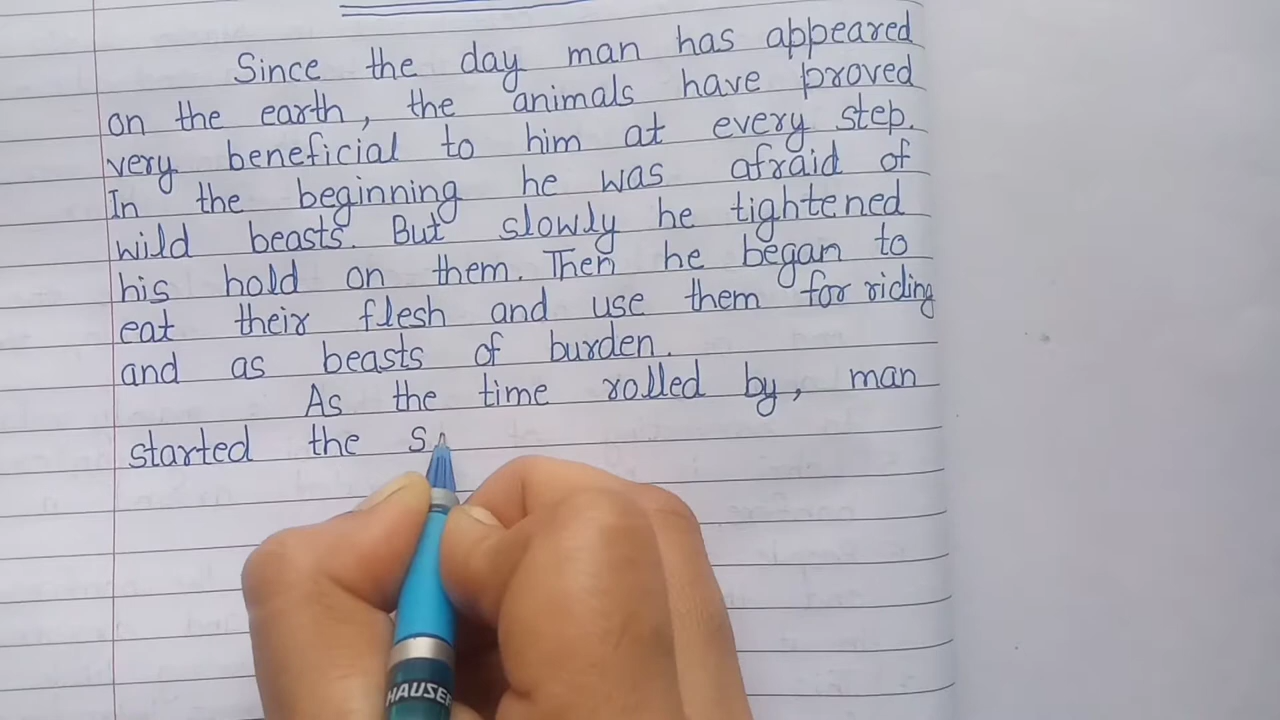 Since the day man has appeared
on the earth, the animals have proved
very beneficial to him at every step.
In the beginning he was afraid of
wild beasts. But slowly he tightened
his hold on them. Then he began to
eat their flesh and use them for riding
and as beasts of burden.
As the time rolled by, man
started the s
HAUSER